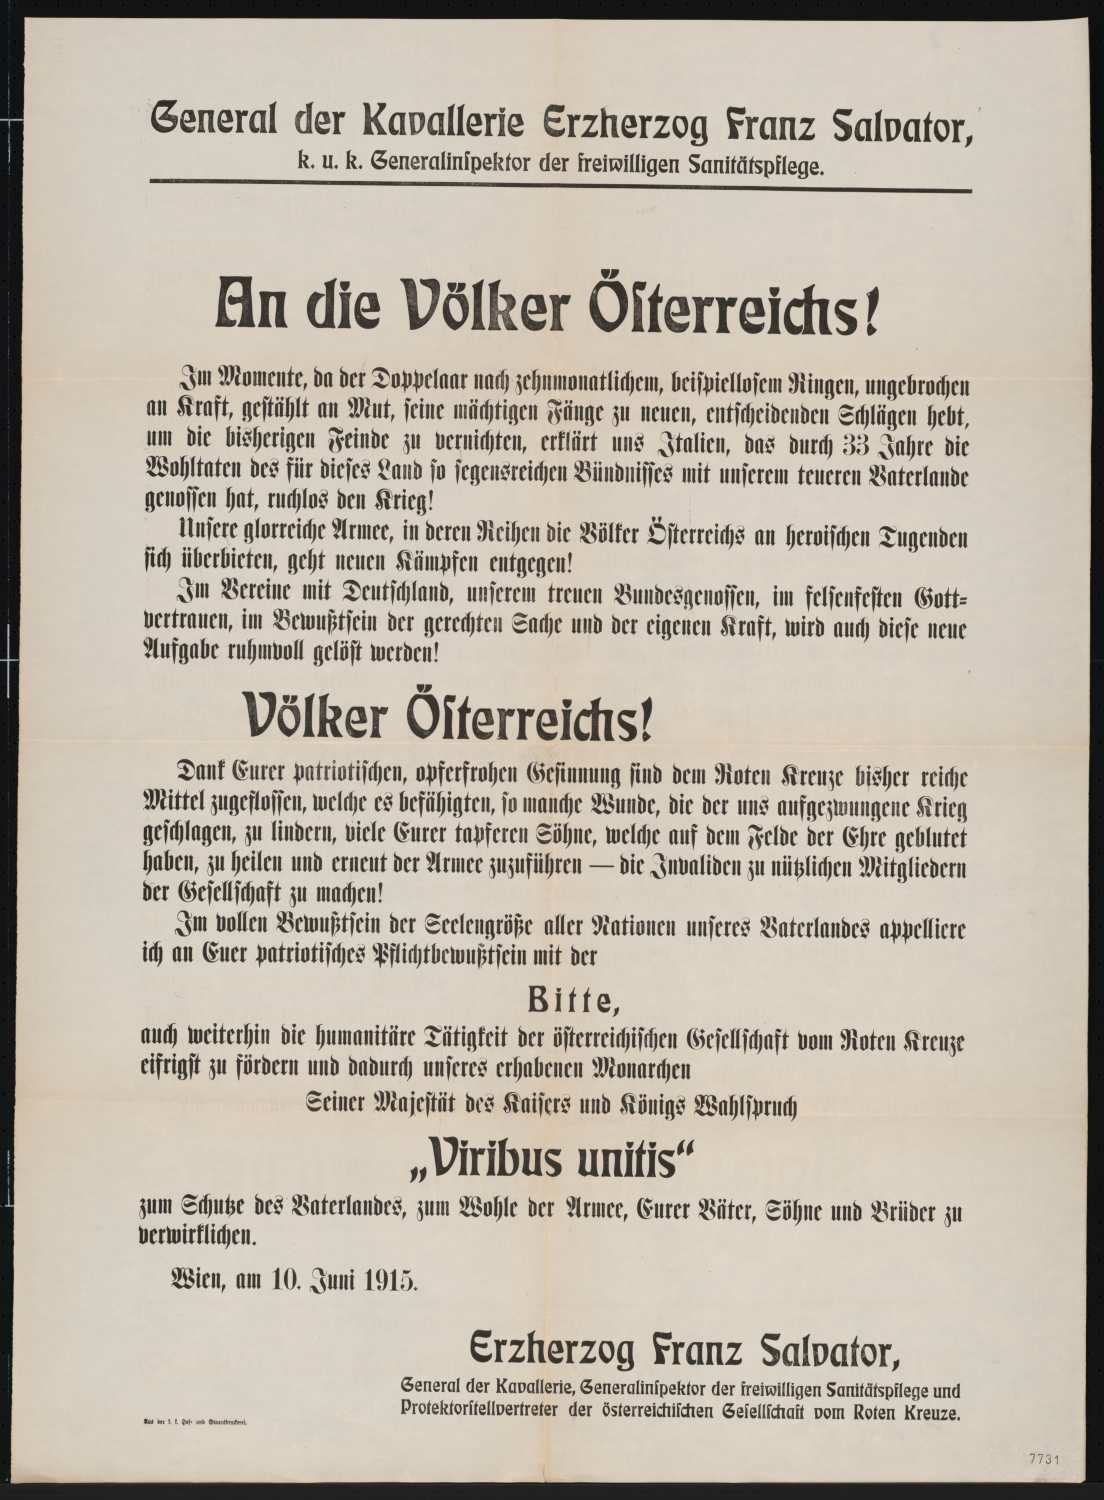 General der Kavallerie Erzherzog Franz Salvator,
k. u. k. Generalinspektor der freiwilligen Sanitätspflege.
An die Völker Österreichs!
Im Momente, da der Doppelaar nach zehnmonatlichem, beispiellosem Ringen, ungebrochen
an Kraft, gestählt an Mut, seine mächtigen Fänge zu neuen, entscheidenden Schlägen hebt,
um die bisherigen Feinde zu vernichten, erklärt uns Italien, das durch 33 Jahre die
Wohltaten des für dieses Land so segensreichen Bündnisses mit unserem teueren Vaterlande
genossen hat, ruchlos den Krieg!
Unsere glorreiche Armee, in deren Reihen die Völker Österreichs an heroischen Tugenden
sich überbieten, geht neuen Kämpfen entgegen!
Im Vereine mit Deutschland, unserem treuen Bundesgenossen, im felsenfesten Gott-
vertrauen, im Bewußtsein der gerechten Sache und der eigenen Kraft, wird auch diese neue
Aufgabe ruhmvoll gelöst werden!
Völker Österreichs!
Dank Eurer patriotischen, opferfrohen Gesinnung sind dem Roten Kreuze bisher reiche
Mittel zugeflossen, welche es befähigten, so manche Wunde, die der uns aufgezwungene Krieg
geschlagen, zu lindern, viele Eurer tapferen Söhne, welche auf dem Felde der Ehre geblutet
haben, zu heilen und erneut der Armee zuzuführen — die Invaliden zu nützlichen Mitgliedern
der Gesellschaft zu machen!
Im vollen Bewußtsein der Seelengröße aller Nationen unseres Vaterlandes appelliere
ich an Euer patriotisches Pflichtbewußtsein mit der
Bitte,
auch weiterhin die humanitäre Tätigkeit der österreichischen Gesellschaft vom Roten Kreuze
eifrigst zu fördern und dadurch unseres erhabenen Monarchen
Seiner Majestät des Kaisers und Königs Wahlspruch
„Viribus unitis“
zum Schutze des Vaterlandes, zum Wohle der Armee, Eurer Väter, Söhne und Brüder zu
verwirklichen.
Wien, am 10. Juni 1915.
Erzherzog Franz Salvator,
General der Kavallerie, Generalinspektor der freiwilligen Sanitätspflege und
Protektorstellvertreter der österreichischen Gesellschaft vom Roten Kreuze.
Aus der k. k. Hof- und Staatsdruckerei.
7731